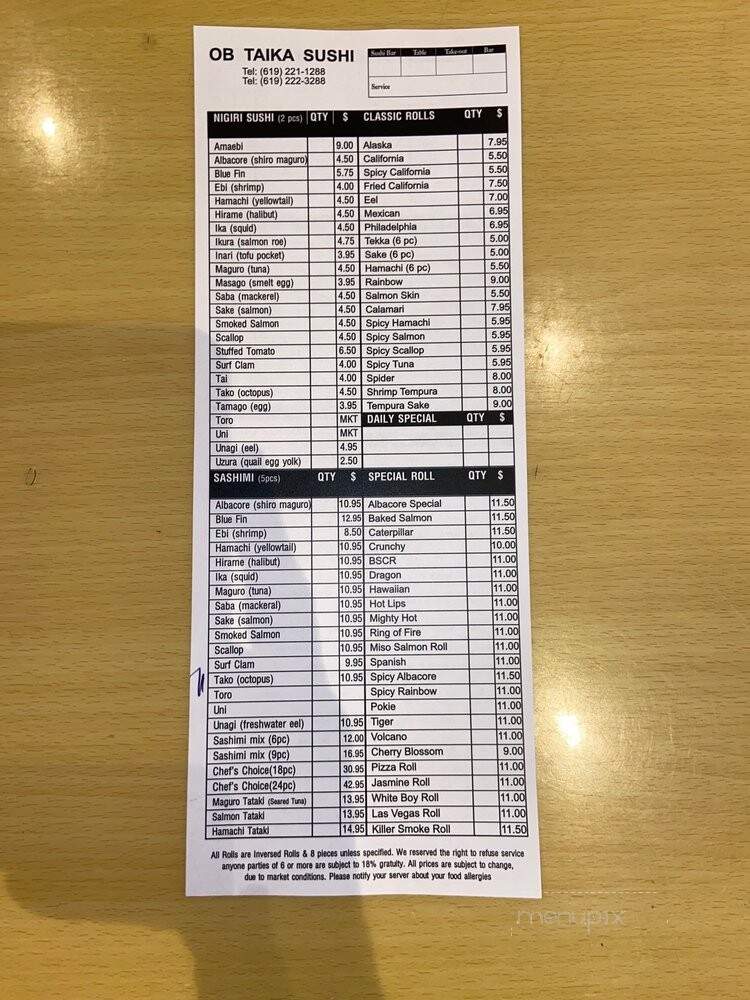 OB TAIKA SUSHI
Tel: (619) 221-1288
Tel: (619) 222-3288
Sushi Bar Table Take-out Bar
Service
NIGIRI SUSHI (2 pcs) QTY $ CLASSIC ROLLS QTY $
Amaebi 9.00 Alaska 7.95
Albacore (shiro maguro) 4.50 California 5.50
Blue Fin 5.75 Spicy California 5.50
Ebi (shrimp) 4.00 Fried California 7.50
Hamachi (yellowtail) 4.50 Eel 7.00
Hirame (halibut) 4.50 Mexican 6.95
Ika (squid) 4.50 Philadelphia 6.95
Ikura (salmon roe) 4.75 Tekka (6 pc) 5.00
Inari (tofu pocket) 3.95 Sake (6 pc) 5.00
Maguro (tuna) 4.50 Hamachi (6 pc) 5.50
Masago (smelt egg) 3.95 Rainbow 9.00
Saba (mackerel) 4.50 Salmon Skin 5.50
Sake (salmon) 4.50 Calamari 7.95
Smoked Salmon 4.50 Spicy Hamachi 5.95
Scallop 4.50 Spicy Salmon 5.95
Stuffed Tomato 6.50 Spicy Scallop 5.95
Surf Clam 4.00 Spicy Tuna 5.95
Tai 4.00 Spider 8.00
Tako (octopus) 4.50 Shrimp Tempura 8.00
Tamago (egg) 3.95 Tempura Sake 9.00
Toro MKT DAILY SPECIAL QTY $
Uni MKT
Unagi (eel) 4.95
Uzura (quail egg yolk) 2.50
SASHIMI (5pcs) QTY $ SPECIAL ROLL QTY $
Albacore (shiro maguro) 10.95 Albacore Special 11.50
Blue Fin 12.95 Baked Salmon 11.50
Ebi (shrimp) 8.50 Caterpillar 11.50
Hamachi (yellowtail) 10.95 Crunchy 10.00
Hirame (halibut) 10.95 BSCR 11.00
Ika (squid) 10.95 Dragon 11.00
Maguro (tuna) 10.95 Hawaiian 11.00
Saba (mackeral) 10.95 Hot Lips 11.00
Sake (salmon) 10.95 Mighty Hot 11.00
Smoked Salmon 10.95 Ring of Fire 11.00
Scallop 10.95 Miso Salmon Roll 11.00
Surf Clam 9.95 Spanish 11.00
Tako (octopus) 10.95 Spicy Albacore 11.50
Toro Spicy Rainbow 11.00
Uni Pokie 11.00
Unagi (freshwater eel) 10.95 Tiger 11.00
Sashimi mix (6pc) 12.00 Volcano 11.00
Sashimi mix (9pc) 16.95 Cherry Blossom 9.00
Chef's Choice(18pc) 30.95 Pizza Roll 11.00
Chef's Choice(24pc) 42.95 Jasmine Roll 11.00
Maguro Tataki (Seared Tuna) 13.95 White Boy Roll 11.00
Salmon Tataki 13.95 Las Vegas Roll 11.00
Hamachi Tataki 14.95 Killer Smoke Roll 11.50
All Rolls are Inversed Rolls & 8 pieces unless specified. We reserved the right to refuse service
anyone parties of 6 or more are subject to 18% gratuity. All prices are subject to change,
due to market conditions. Please notify your server about your food allergies
menupix